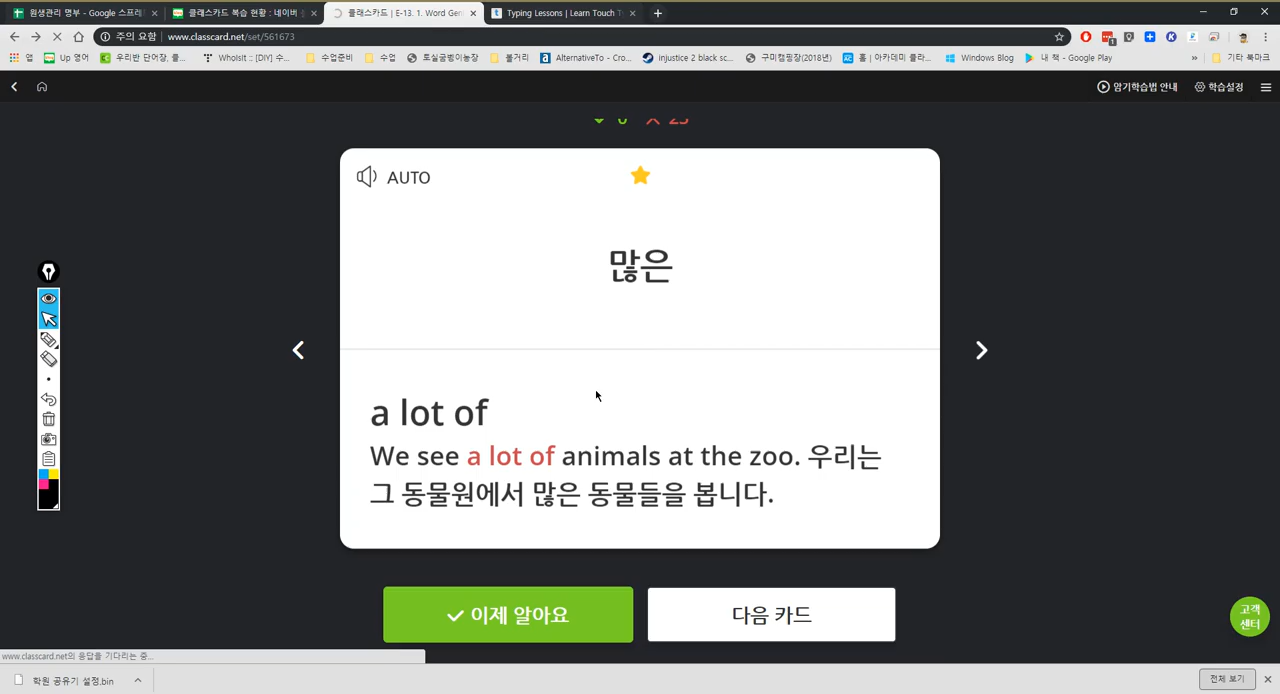 원생관리 명부 - Google 스프레
클래스카드 복습 현황 : 네이버
클래스카드 | E-13. 1. Word Gen
Typing Lessons | Learn Touch T
주의 요함 | www.classcard.net/set/561673
앱
Up 영어
우리반 단어장, 클...
WhoIst :: [DIY] 수...
수업준비
수업
토실굼벵이농장
볼거리
AlternativeTo - Cro...
injustice 2 black sc...
구미캠핑장(2018년)
홈 | 아카데미 클라...
Windows Blog
내 책 - Google Play
»
기타 북마크
암기학습법 안내
학습설정
AUTO
많은
a lot of
We see a lot of animals at the zoo. 우리는
그 동물원에서 많은 동물들을 봅니다.
이제 알아요
다음 카드
고객
센터
www.classcard.net의 응답을 기다리는 중...
학원 공유기 설정.bin
전체 보기